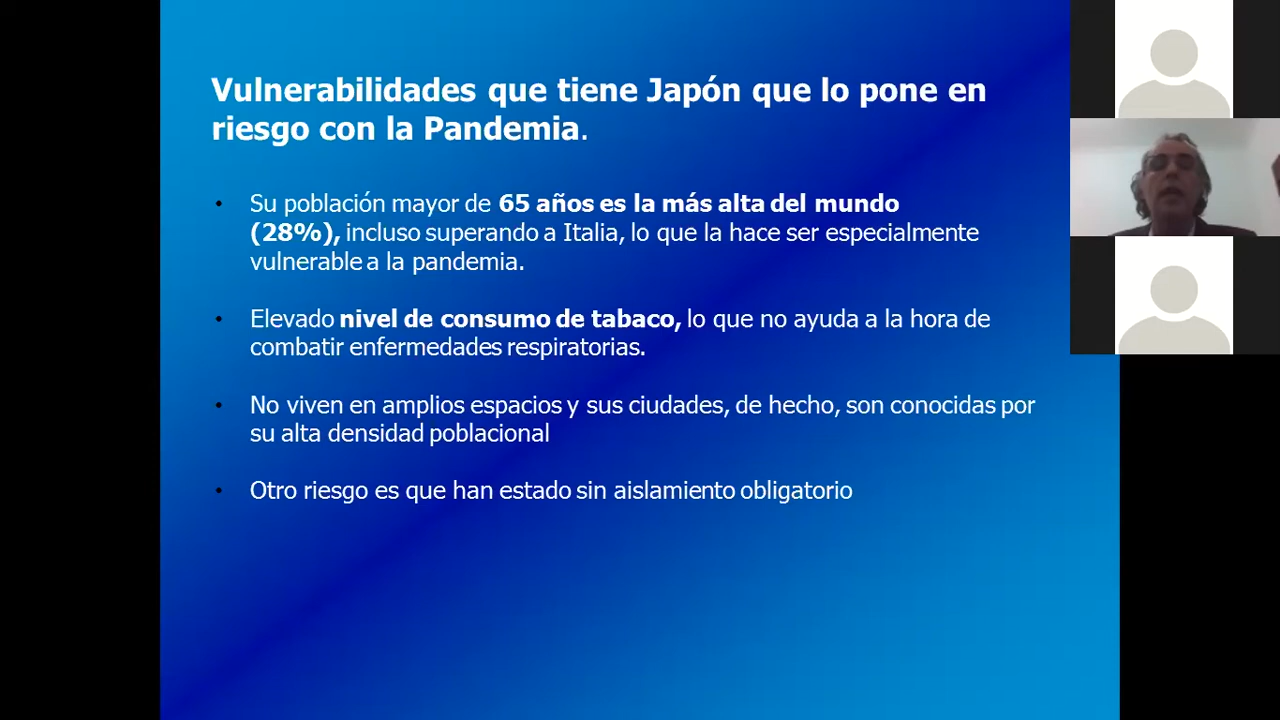 Vulnerabilidades que tiene Japón que lo pone en
riesgo con la Pandemia.
• Su población mayor de 65 años es la más alta del mundo
(28%), incluso superando a Italia, lo que la hace ser especialmente
vulnerable a la pandemia.
• Elevado nivel de consumo de tabaco, lo que no ayuda a la hora de
combatir enfermedades respiratorias.
• No viven en amplios espacios y sus ciudades, de hecho, son conocidas por
su alta densidad poblacional
• Otro riesgo es que han estado sin aislamiento obligatorio